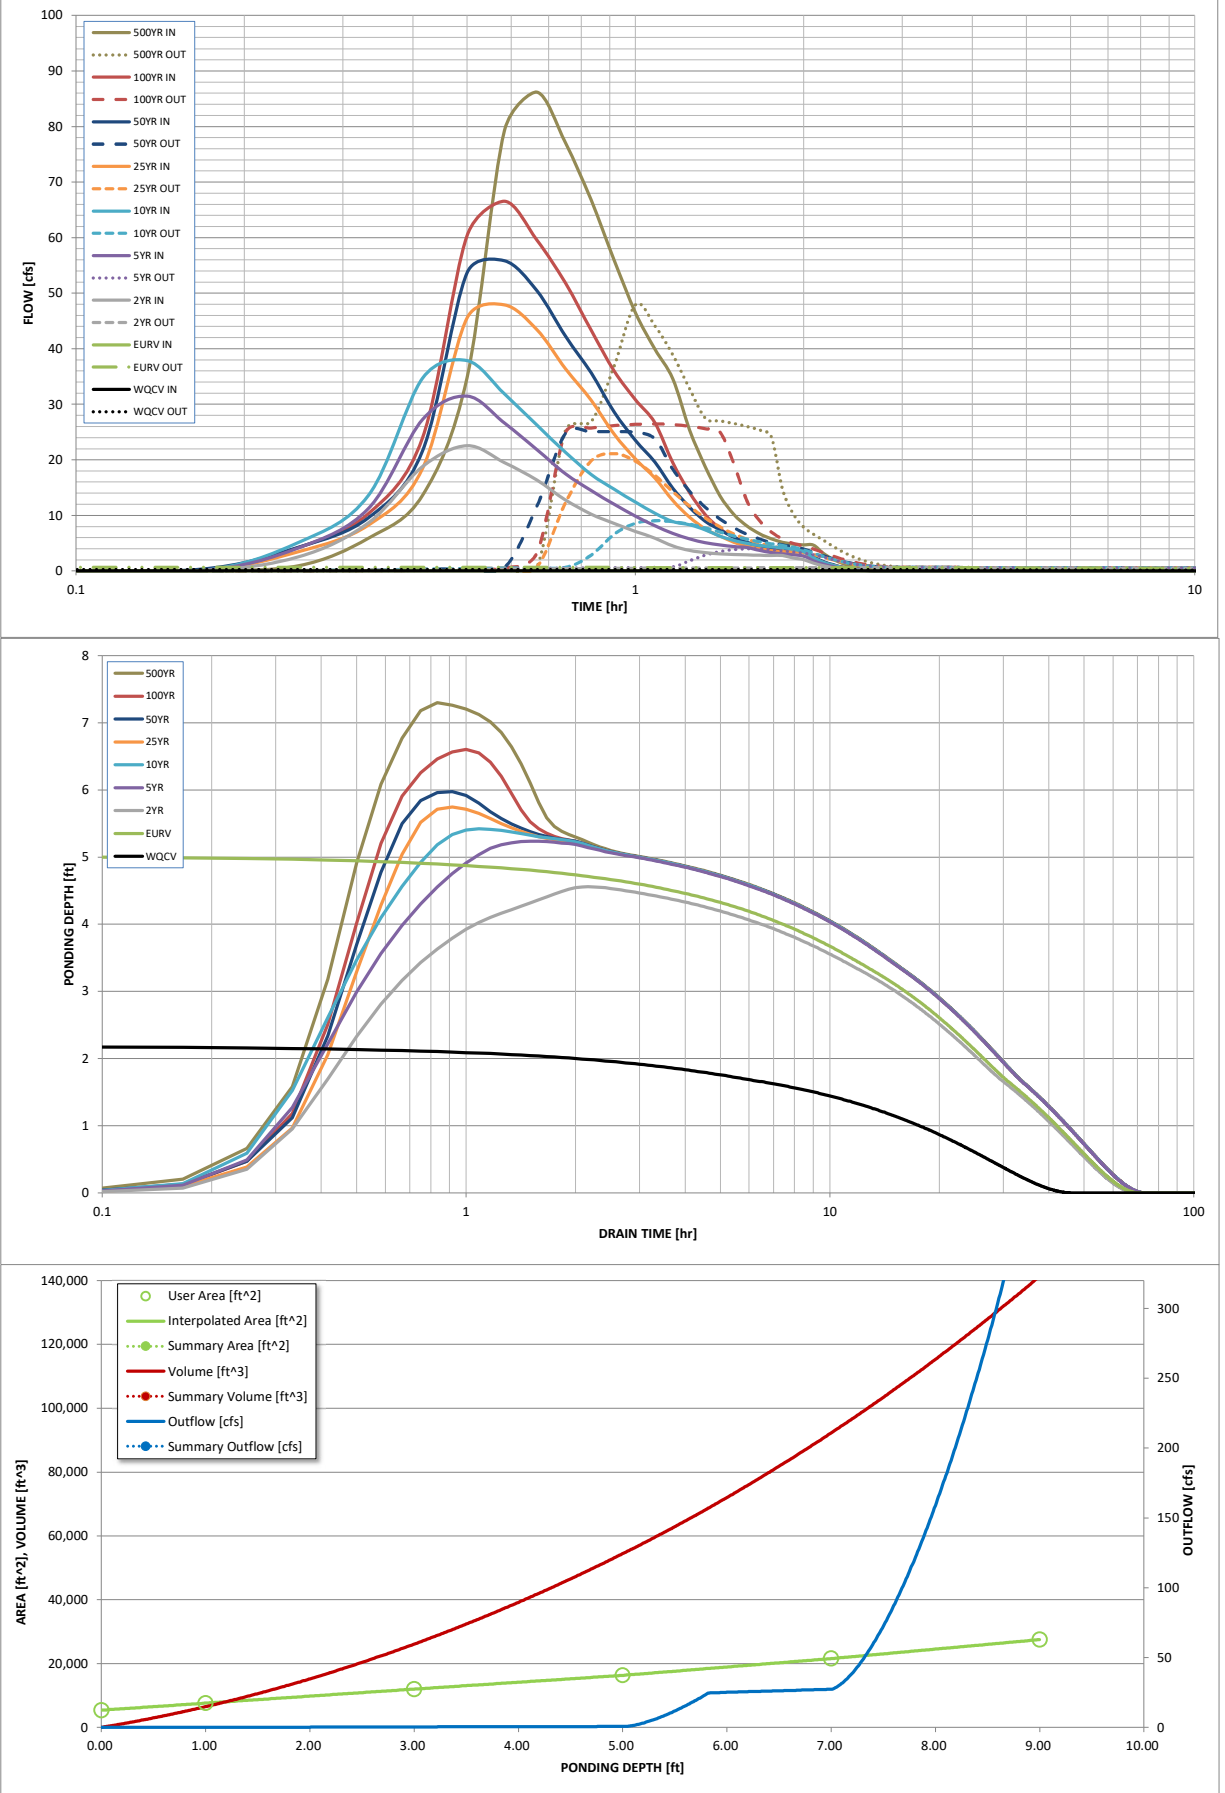 100
90
80
70
60
50
40
30
20
10
0
FLOW [cfs]
500YR IN
500YR OUT
100YR IN
100YR OUT
50YR IN
50YR OUT
25YR IN
25YR OUT
10YR IN
10YR OUT
5YR IN
5YR OUT
2YR IN
2YR OUT
EURV IN
EURV OUT
WQCV IN
WQCV OUT
0.1 1 10
TIME [hr]
8
7
6
5
4
3
2
1
0
PONDING DEPTH [ft]
500YR
100YR
50YR
25YR
10YR
5YR
2YR
EURV
WQCV
0.1 1 10 100
DRAIN TIME [hr]
140,000
120,000
100,000
80,000
60,000
40,000
20,000
0
AREA [ft^2], VOLUME [ft^3]
User Area [ft^2]
Interpolated Area [ft^2]
Summary Area [ft^2]
Volume [ft^3]
Summary Volume [ft^3]
Outflow [cfs]
Summary Outflow [cfs]
300
250
200
150
100
50
0
OUTFLOW [cfs]
0.00 1.00 2.00 3.00 4.00 5.00 6.00 7.00 8.00 9.00 10.00
PONDING DEPTH [ft]